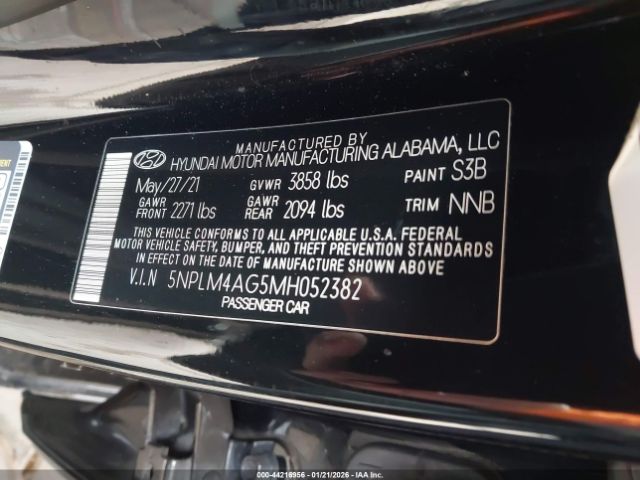 MANUFACTURED BY
HYUNDAI MOTOR MANUFACTURING ALABAMA, LLC
May/27/21 GVWR 3858 lbs PAINT S3B
GAWR FRONT 2271 lbs GAWR REAR 2094 lbs TRIM NNB
THIS VEHICLE CONFORMS TO ALL APPLICABLE U.S.A. FEDERAL
MOTOR VEHICLE SAFETY, BUMPER, AND THEFT PREVENTION STANDARDS
IN EFFECT ON THE DATE OF MANUFACTURE SHOWN ABOVE
V.I.N 5NPLM4AG5MH052382
PASSENGER CAR
000-44216956 - 01/21/2026 - IAAI.COM